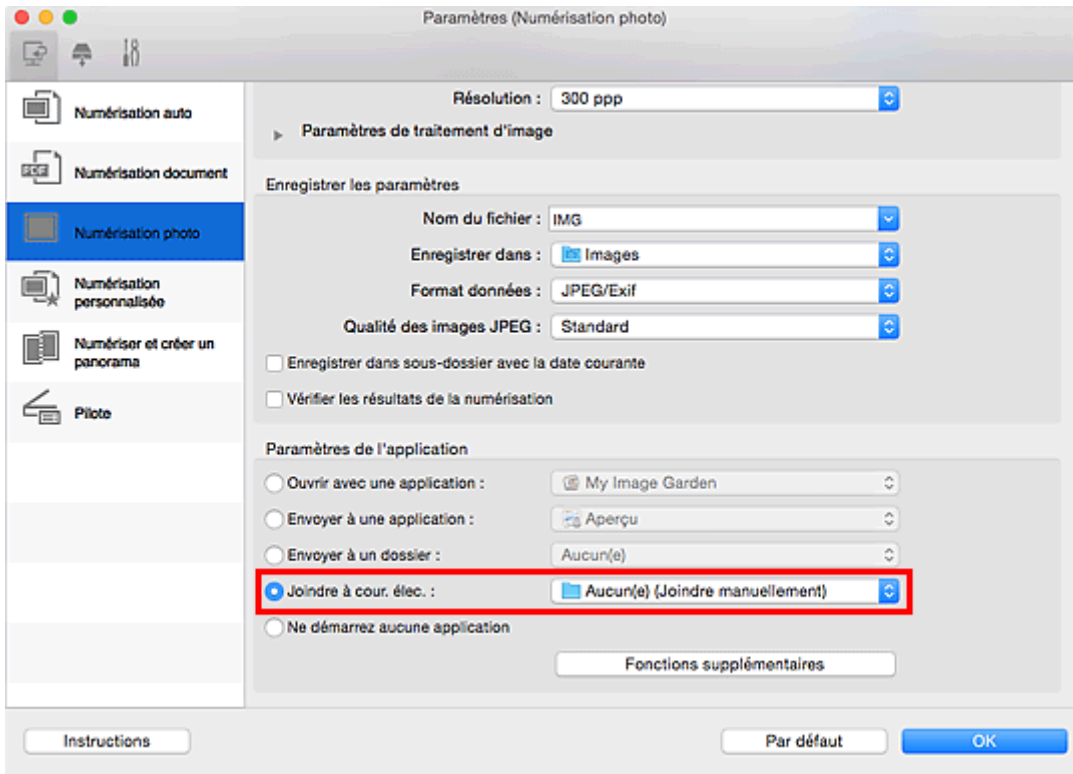 Paramètres (Numérisation photo)
Numérisation auto
PDF
Numérisation document
Numérisation photo
Numérisation
personnalisée
Numériser et créer un
panorama
Pilote
Résolution : 300 ppp
Paramètres de traitement d'image
Enregistrer les paramètres
Nom du fichier : IMG
Enregistrer dans : Images
Format données : JPEG/Exif
Qualité des images JPEG : Standard
Enregistrer dans sous-dossier avec la date courante
Vérifier les résultats de la numérisation
Paramètres de l'application
Ouvrir avec une application : My Image Garden
Envoyer à une application : Aperçu
Envoyer à un dossier : Aucun(e)
Joindre à cour. élec. : Aucun(e) (Joindre manuellement)
Ne démarrez aucune application
Fonctions supplémentaires
Instructions
Par défaut
OK